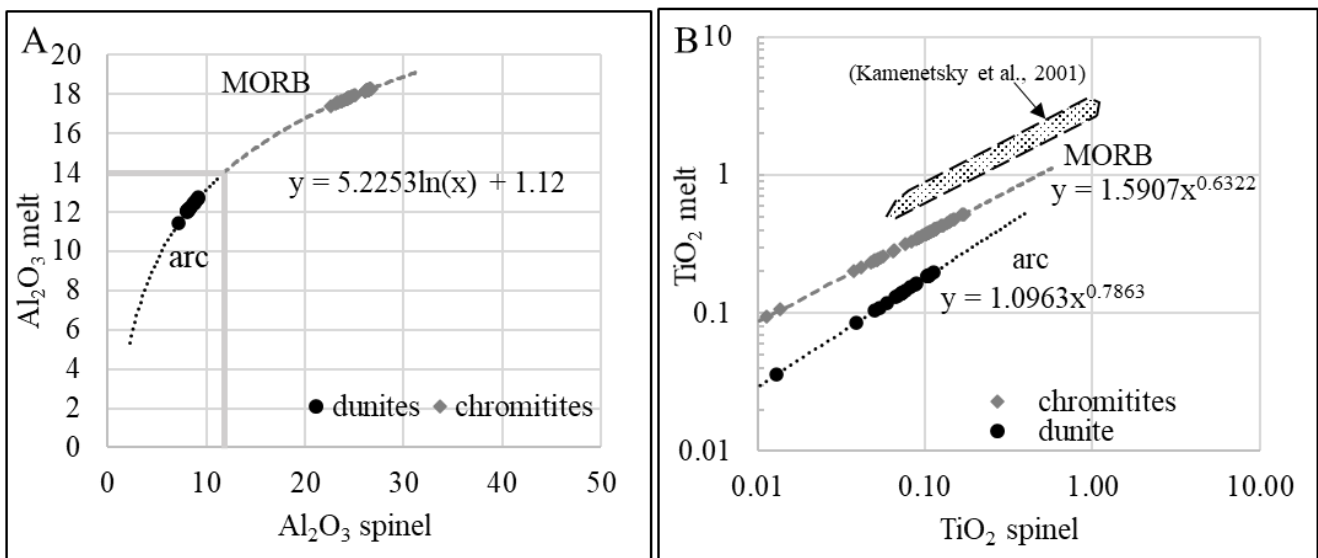 A
20
18
16
14
12
10
8
6
4
2
0
Al₂O₃ melt
MORB
y = 5.2253ln(x) + 1.12
arc
dunites chromitites
0 10 20 30 40 50
Al₂O₃ spinel
B
10
1
0.1
0.01
TiO₂ melt
(Kamenetsky et al., 2001)
MORB
y = 1.5907x⁰·⁶³²²
arc
y = 1.0963x⁰·⁷⁸⁶³
chromitites
dunite
0.01 0.10 1.00 10.00
TiO₂ spinel